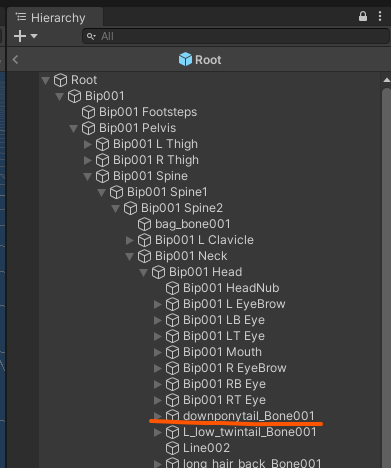 Hierarchy
All
Root
Root
Bip001
Bip001 Footsteps
Bip001 Pelvis
Bip001 L Thigh
Bip001 R Thigh
Bip001 Spine
Bip001 Spine1
Bip001 Spine2
bag_bone001
Bip001 L Clavicle
Bip001 Neck
Bip001 Head
Bip001 HeadNub
Bip001 L EyeBrow
Bip001 LB Eye
Bip001 LT Eye
Bip001 Mouth
Bip001 R EyeBrow
Bip001 RB Eye
Bip001 RT Eye
downponytail_Bone001
L_low_twintail_Bone001
Line002
long_hair_back_Bone001